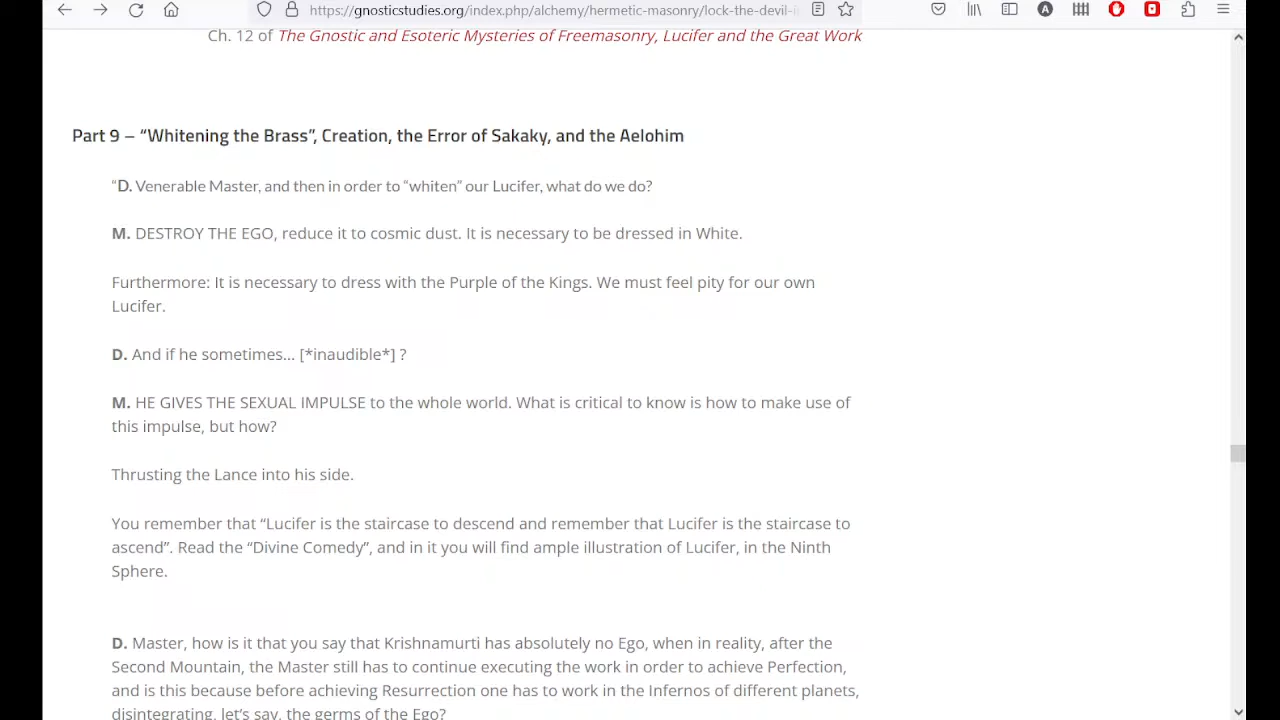 https://gnosticstudies.org/index.php/alchemy/hermetic-masonry/lock-the-devil-i
Ch. 12 of The Gnostic and Esoteric Mysteries of Freemasonry, Lucifer and the Great Work
Part 9 – “Whitening the Brass”, Creation, the Error of Sakaky, and the Aelohim
“D. Venerable Master, and then in order to “whiten” our Lucifer, what do we do?
M. DESTROY THE EGO, reduce it to cosmic dust. It is necessary to be dressed in White.
Furthermore: It is necessary to dress with the Purple of the Kings. We must feel pity for our own
Lucifer.
D. And if he sometimes... [*inaudible*] ?
M. HE GIVES THE SEXUAL IMPULSE to the whole world. What is critical to know is how to make use of
this impulse, but how?
Thrusting the Lance into his side.
You remember that “Lucifer is the staircase to descend and remember that Lucifer is the staircase to
ascend”. Read the “Divine Comedy”, and in it you will find ample illustration of Lucifer, in the Ninth
Sphere.
D. Master, how is it that you say that Krishnamurti has absolutely no Ego, when in reality, after the
Second Mountain, the Master still has to continue executing the work in order to achieve Perfection,
and is this because before achieving Resurrection one has to work in the Infernos of different planets,
disintegrating, let’s say, the germs of the Ego?